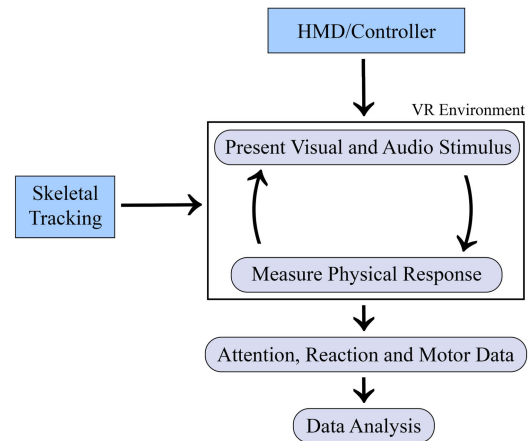 HMD/Controller
VR Environment
Present Visual and Audio Stimulus
Skeletal
Tracking
Measure Physical Response
Attention, Reaction and Motor Data
Data Analysis